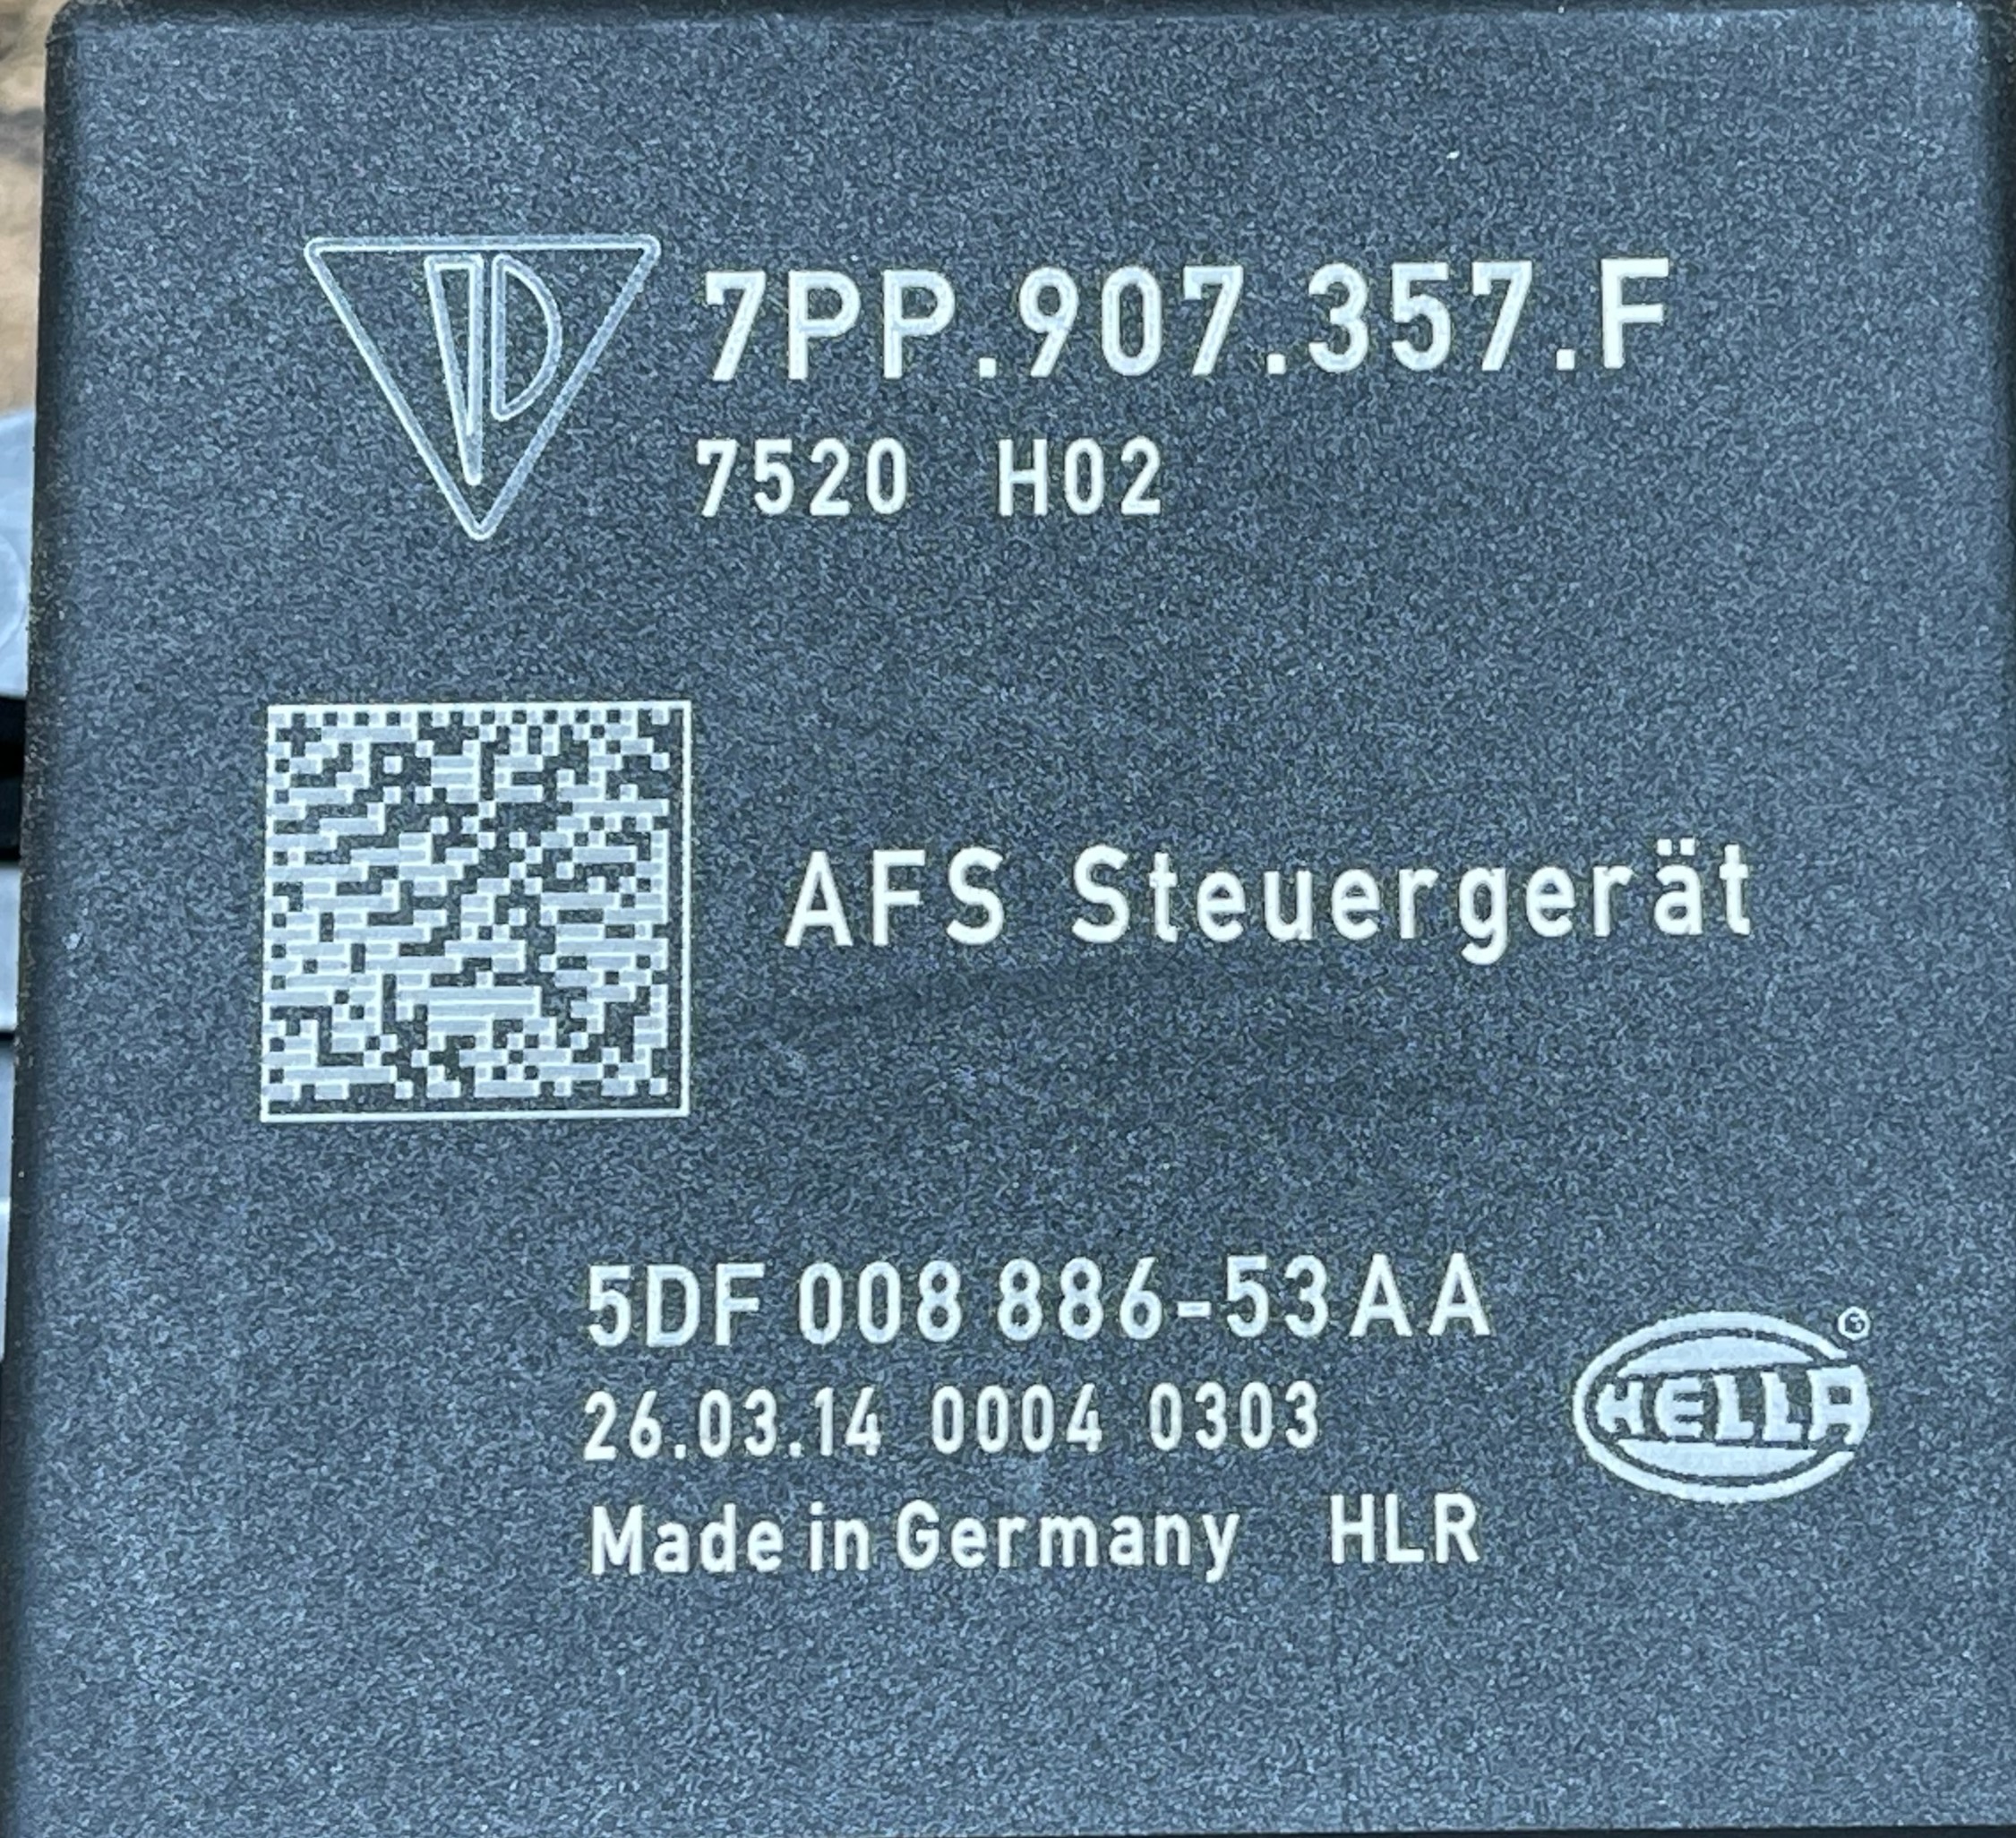 7PP.907.357.F
7520 H02
AFS Steuergerät
5DF 008 886-53AA
26.03.14 0004 0303
HELLA
Made in Germany HLR